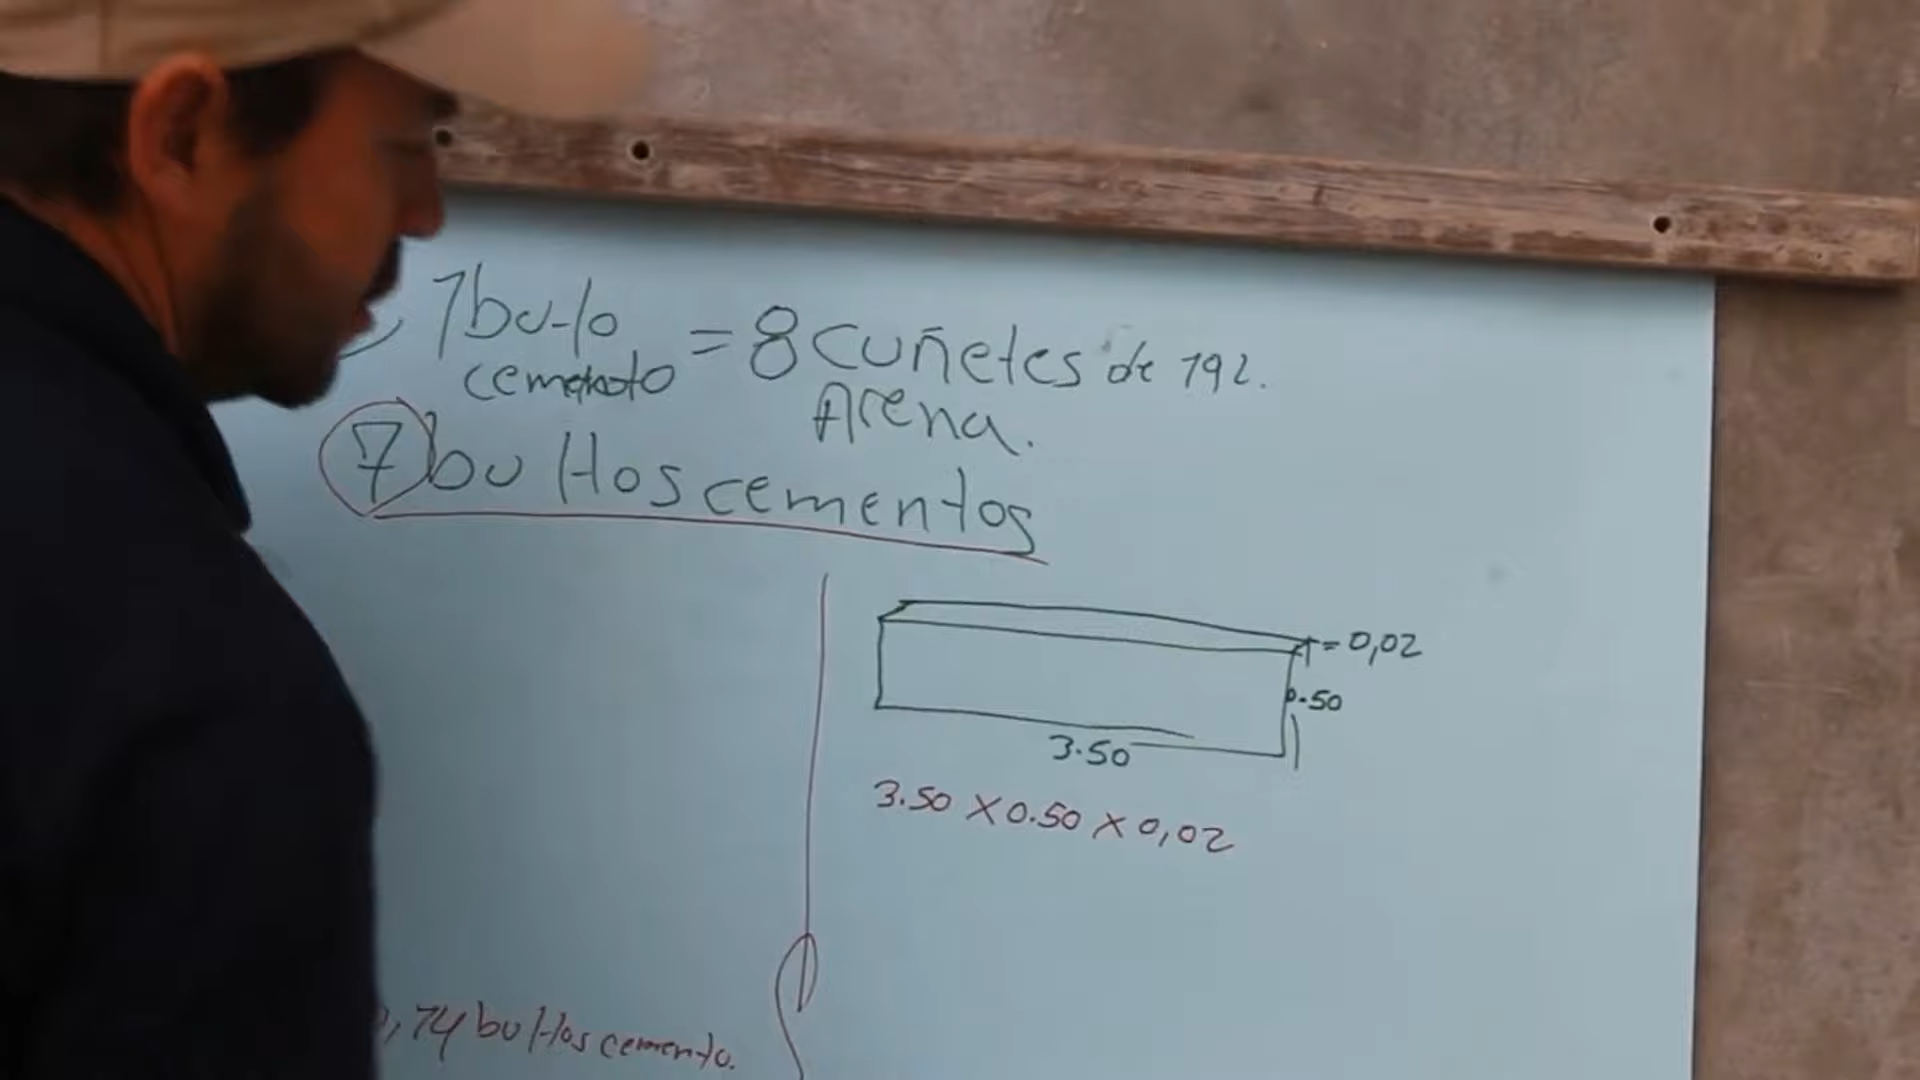 1 bulto = 8 cuñetes de 19 L.
cemento Arena.
7 bultos cementos
= 0,02
0.50
3.50
3.50 X 0.50 X 0,02
,74 bultos cemento.